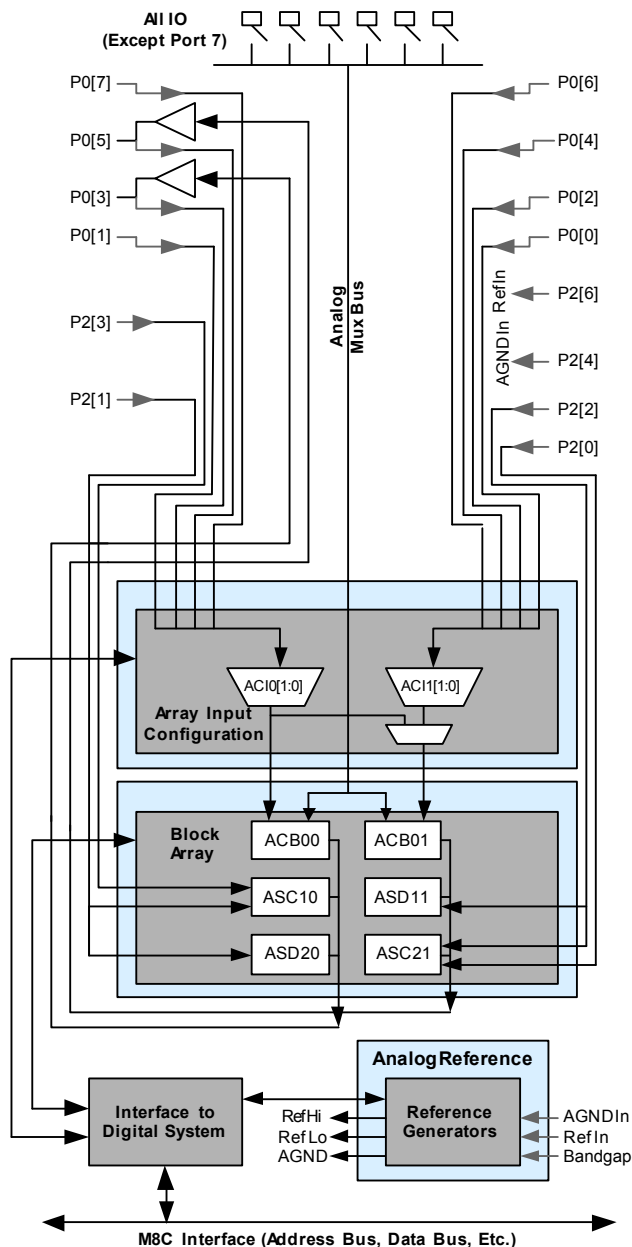 All IO
(Except Port 7)
P0[7]
P0[6]
P0[5]
P0[4]
P0[3]
P0[2]
P0[1]
P0[0]
Analog
Mux Bus
AGNDIn RefIn
P2[6]
P2[3]
P2[4]
P2[1]
P2[2]
P2[0]
ACI0[1:0]
ACI1[1:0]
Array Input
Configuration
Block
Array
ACB00
ACB01
ASC10
ASD11
ASD20
ASC21
Analog Reference
Interface to
Digital System
RefHi
RefLo
AGND
Reference
Generators
AGNDIn
RefIn
Bandgap
M8C Interface (Address Bus, Data Bus, Etc.)